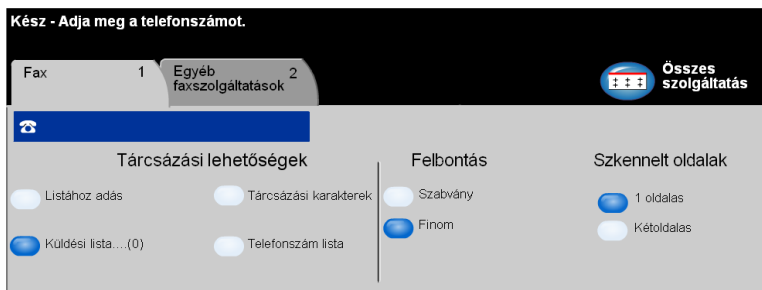 Kész - Adja meg a telefonszámot.
Fax 1
Egyéb 2
faxszolgáltatások
Összes
szolgáltatás
Tárcsázási lehetőségek
Listához adás
Tárcsázási karakterek
Küldési lista....(0)
Telefonszám lista
Felbontás
Szabvány
Finom
Szkennelt oldalak
1 oldalas
Kétoldalas